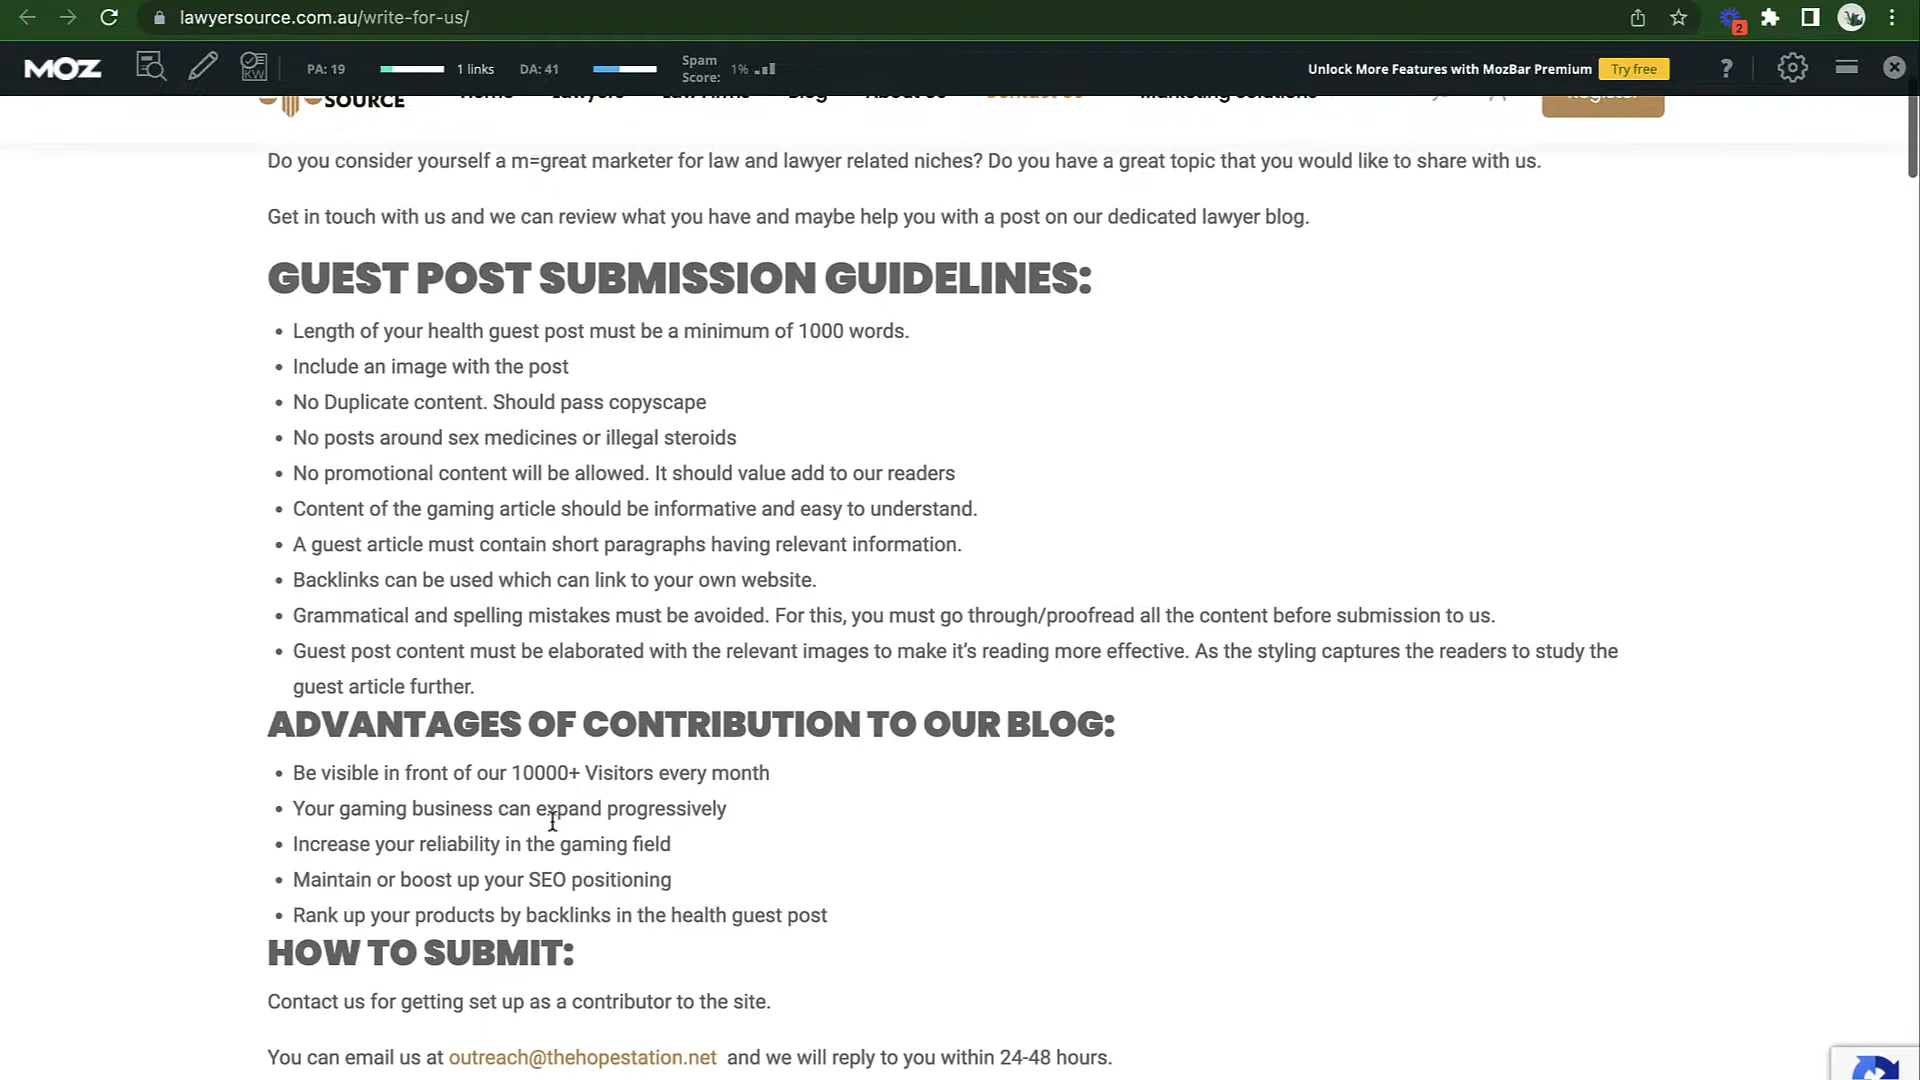 lawyersource.com.au/write-for-us/
2
MOZ
KW
PA: 19
1 links
DA: 41
Spam
Score: 1%
Unlock More Features with MozBar Premium
Try free
?
SOURCE
Home
Lawyers
Law Firms
Blog
About Us
Contact Us
Marketing Solutions
Register
Do you consider yourself a m=great marketer for law and lawyer related niches? Do you have a great topic that you would like to share with us.
Get in touch with us and we can review what you have and maybe help you with a post on our dedicated lawyer blog.
GUEST POST SUBMISSION GUIDELINES:
• Length of your health guest post must be a minimum of 1000 words.
• Include an image with the post
• No Duplicate content. Should pass copyscape
• No posts around sex medicines or illegal steroids
• No promotional content will be allowed. It should value add to our readers
• Content of the gaming article should be informative and easy to understand.
• A guest article must contain short paragraphs having relevant information.
• Backlinks can be used which can link to your own website.
• Grammatical and spelling mistakes must be avoided. For this, you must go through/proofread all the content before submission to us.
• Guest post content must be elaborated with the relevant images to make it’s reading more effective. As the styling captures the readers to study the
guest article further.
ADVANTAGES OF CONTRIBUTION TO OUR BLOG:
• Be visible in front of our 10000+ Visitors every month
• Your gaming business can expand progressively
• Increase your reliability in the gaming field
• Maintain or boost up your SEO positioning
• Rank up your products by backlinks in the health guest post
HOW TO SUBMIT:
Contact us for getting set up as a contributor to the site.
You can email us at outreach@thehopestation.net and we will reply to you within 24-48 hours.